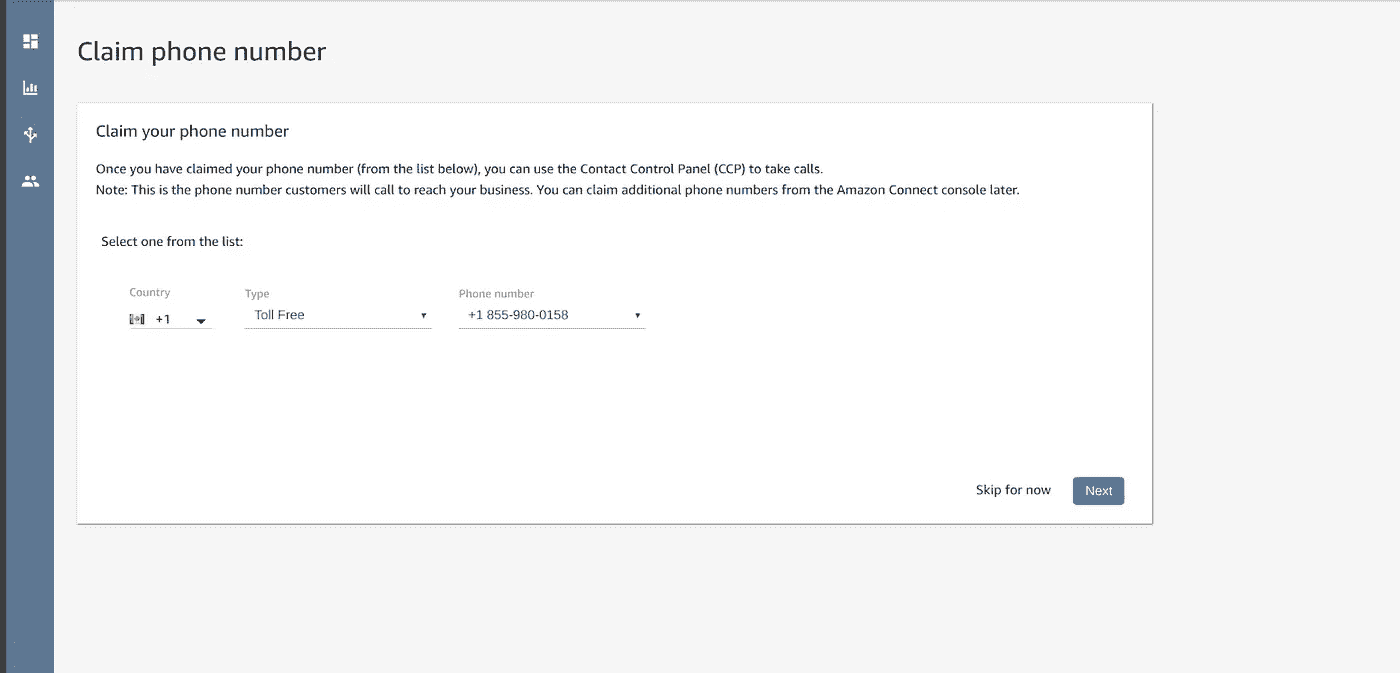 Claim phone number
Claim your phone number
Once you have claimed your phone number (from the list below), you can use the Contact Control Panel (CCP) to take calls.
Note: This is the phone number customers will call to reach your business. You can claim additional phone numbers from the Amazon Connect console later.
Select one from the list:
Country Type Phone number
+1 Toll Free +1 855-980-0158
Skip for now Next